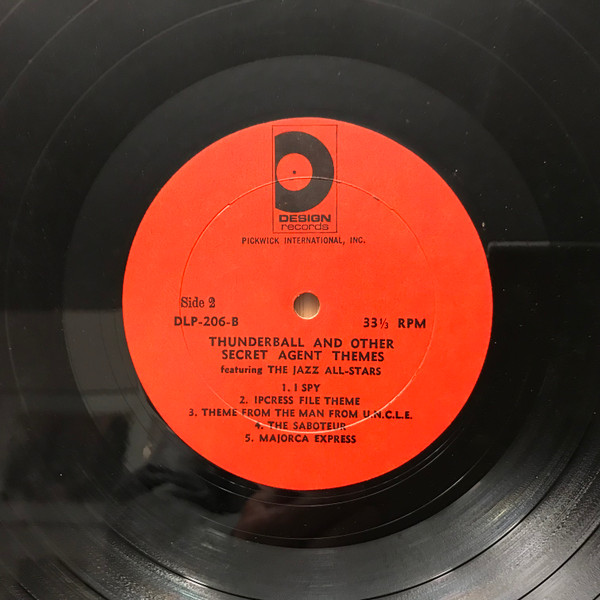 DESIGN
records
PICKWICK INTERNATIONAL, INC.
Side 2
DLP-206-B 33⅓ RPM
THUNDERBALL AND OTHER
SECRET AGENT THEMES
featuring THE JAZZ ALL-STARS
1. I SPY
2. IPCRESS FILE THEME
3. THEME FROM THE MAN FROM U.N.C.L.E.
4. THE SABOTEUR
5. MAJORCA EXPRESS